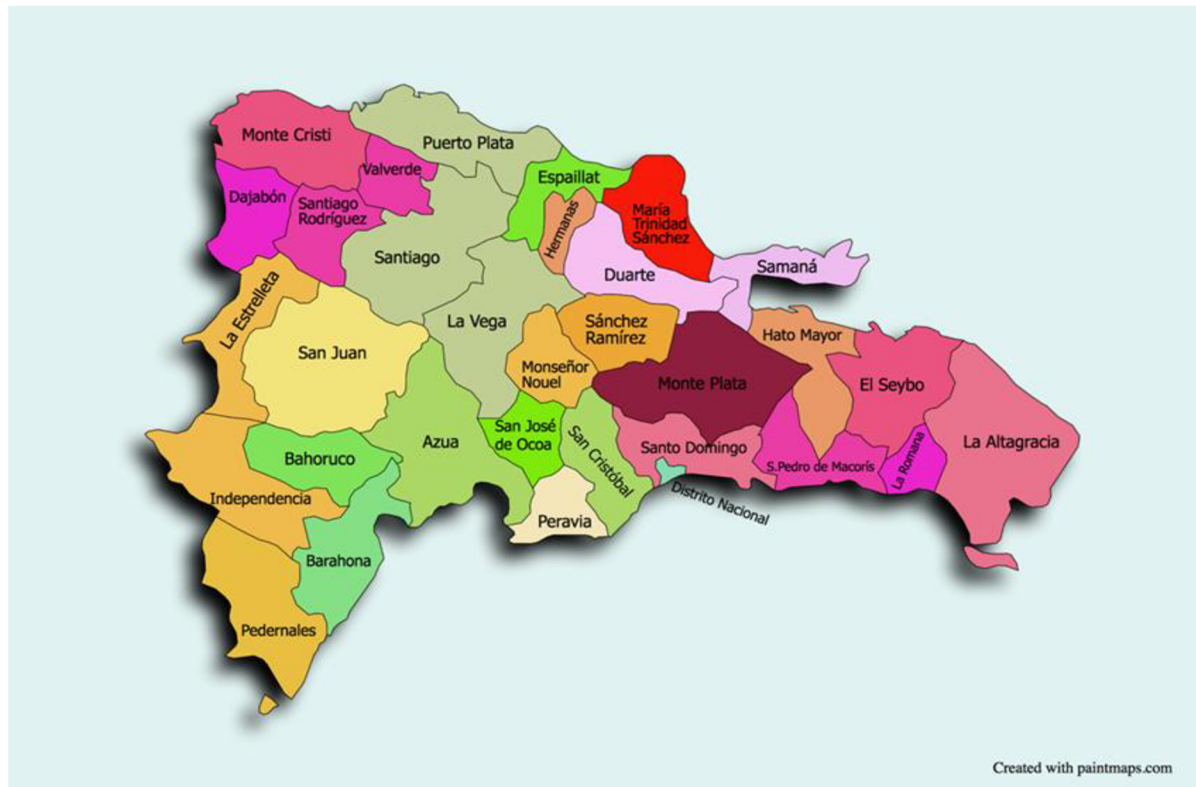 Monte Cristi
Puerto Plata
Valverde
Espaillat
Dajabón
Santiago
Rodríguez
María
Trinidad
Sánchez
Hermanas
Santiago
Duarte
Samaná
La Estrelleta
La Vega
Sánchez
Ramírez
Hato Mayor
San Juan
Monseñor
Nouel
Monte Plata
El Seybo
Azua
San José
de Ocoa
San Cristóbal
Santo Domingo
La Altagracia
Bahoruco
S.Pedro de Macorís
La Romana
Independencia
Distrito Nacional
Peravia
Barahona
Pedernales
Created with paintmaps.com